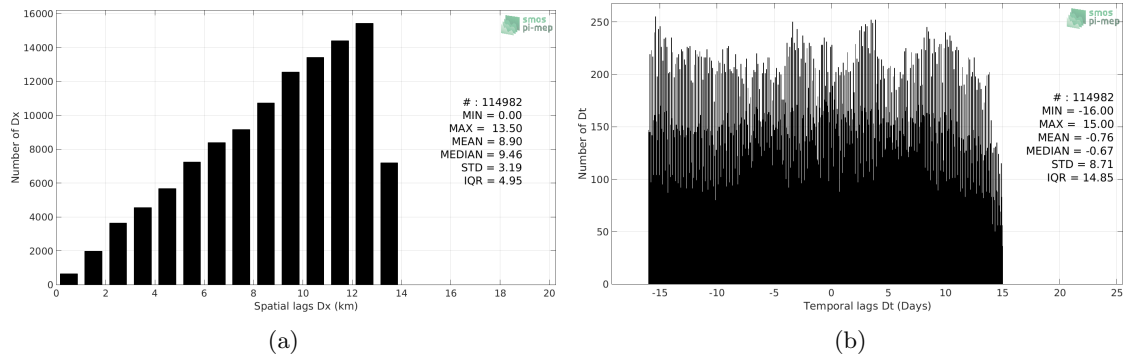 16000
14000
12000
10000
8000
6000
4000
2000
0
Number of Dx
0 2 4 6 8 10 12 14 16 18 20
Spatial lags Dx (km)
smos
pi-mep
# : 114982
MIN = 0.00
MAX = 13.50
MEAN = 8.90
MEDIAN = 9.46
STD = 3.19
IQR = 4.95
(a)
250
200
150
100
50
0
Number of Dt
-15 -10 -5 0 5 10 15 20 25
Temporal lags Dt (Days)
smos
pi-mep
# : 114982
MIN = -16.00
MAX = 15.00
MEAN = -0.76
MEDIAN = -0.67
STD = 8.71
IQR = 14.85
(b)